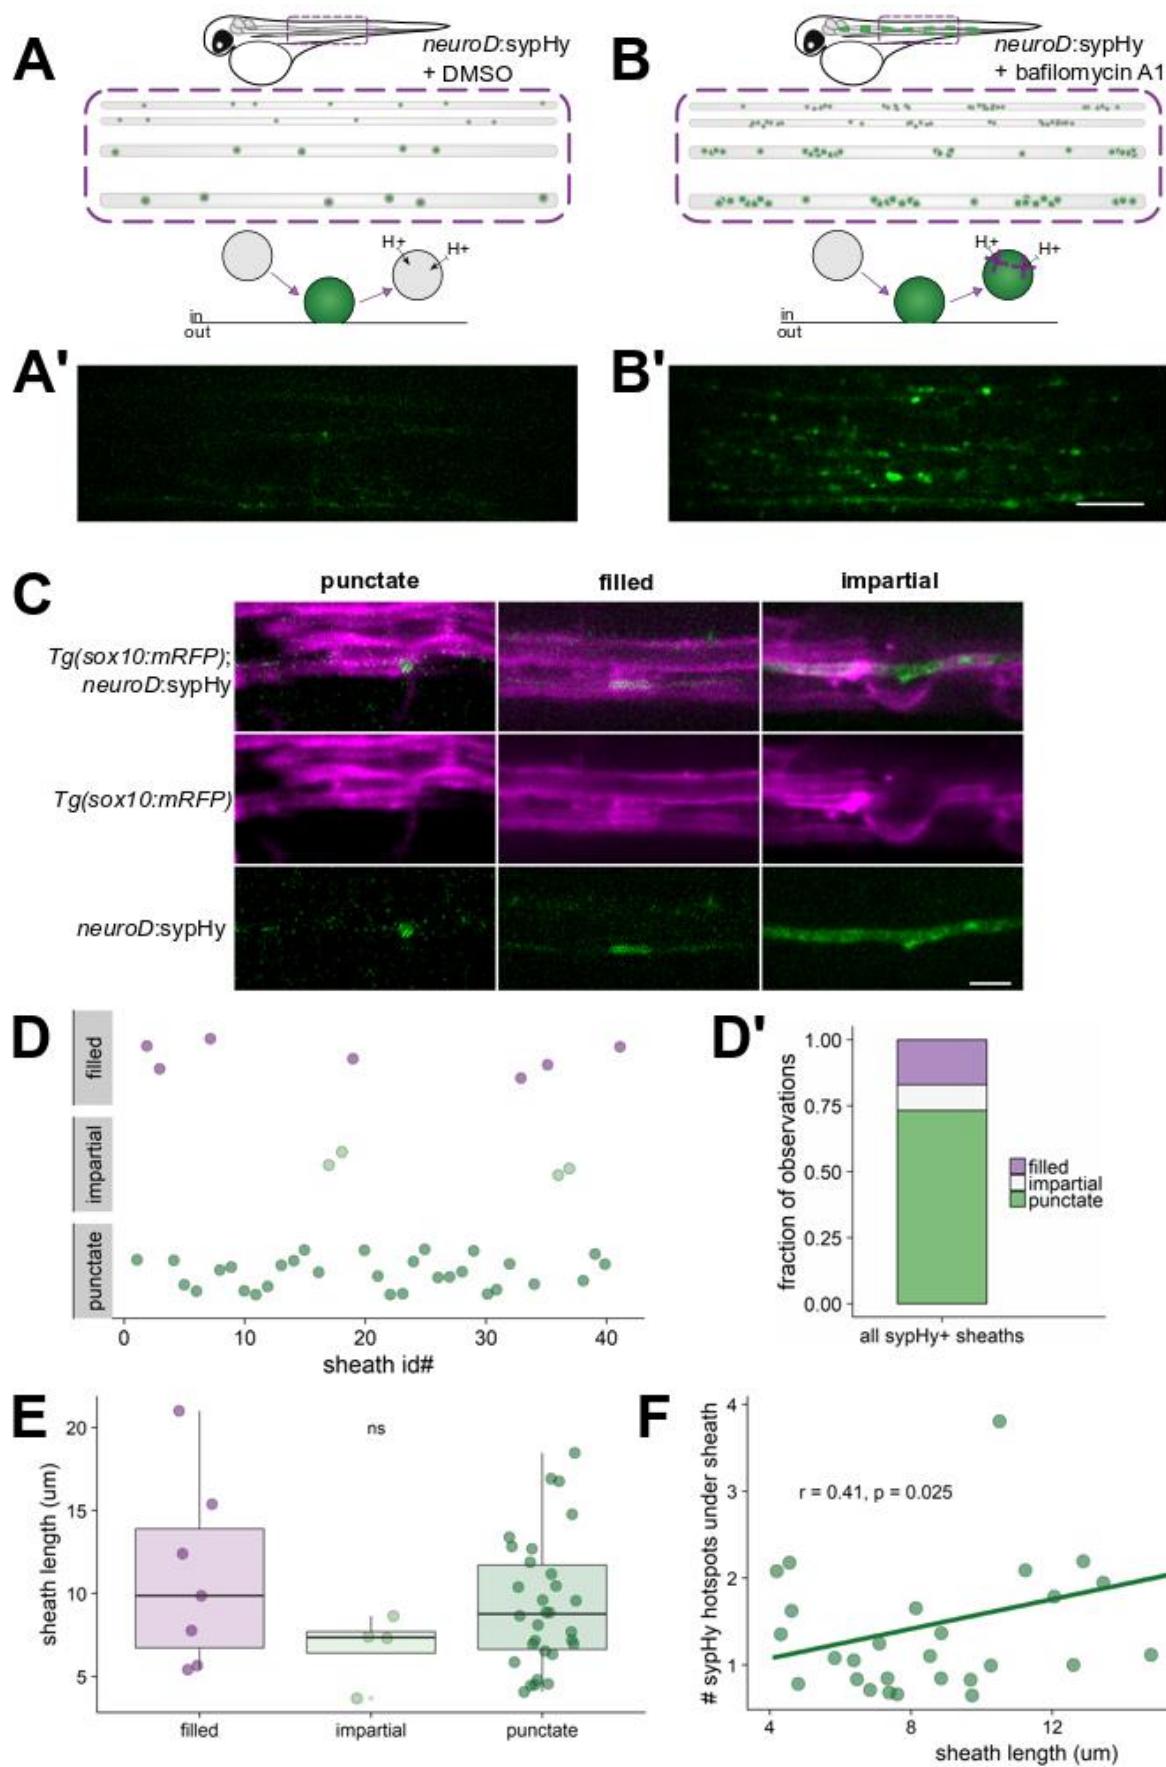 A
neuroD:sypHy
+ DMSO
H+
H+
in
out
B
neuroD:sypHy
+ bafilomycin A1
H+
H+
in
out
A'
B'
C
punctate
filled
impartial
Tg(sox10:mRFP);
neuroD:sypHy
Tg(sox10:mRFP)
neuroD:sypHy
D
filled
impartial
punctate
0
10
20
30
40
sheath id#
D'
fraction of observations
1.00
0.75
0.50
0.25
0.00
filled
impartial
punctate
all sypHy+ sheaths
E
sheath length (um)
20
15
10
5
ns
filled
impartial
punctate
F
# sypHy hotspots under sheath
4
3
2
1
r = 0.41, p = 0.025
4
8
12
sheath length (um)